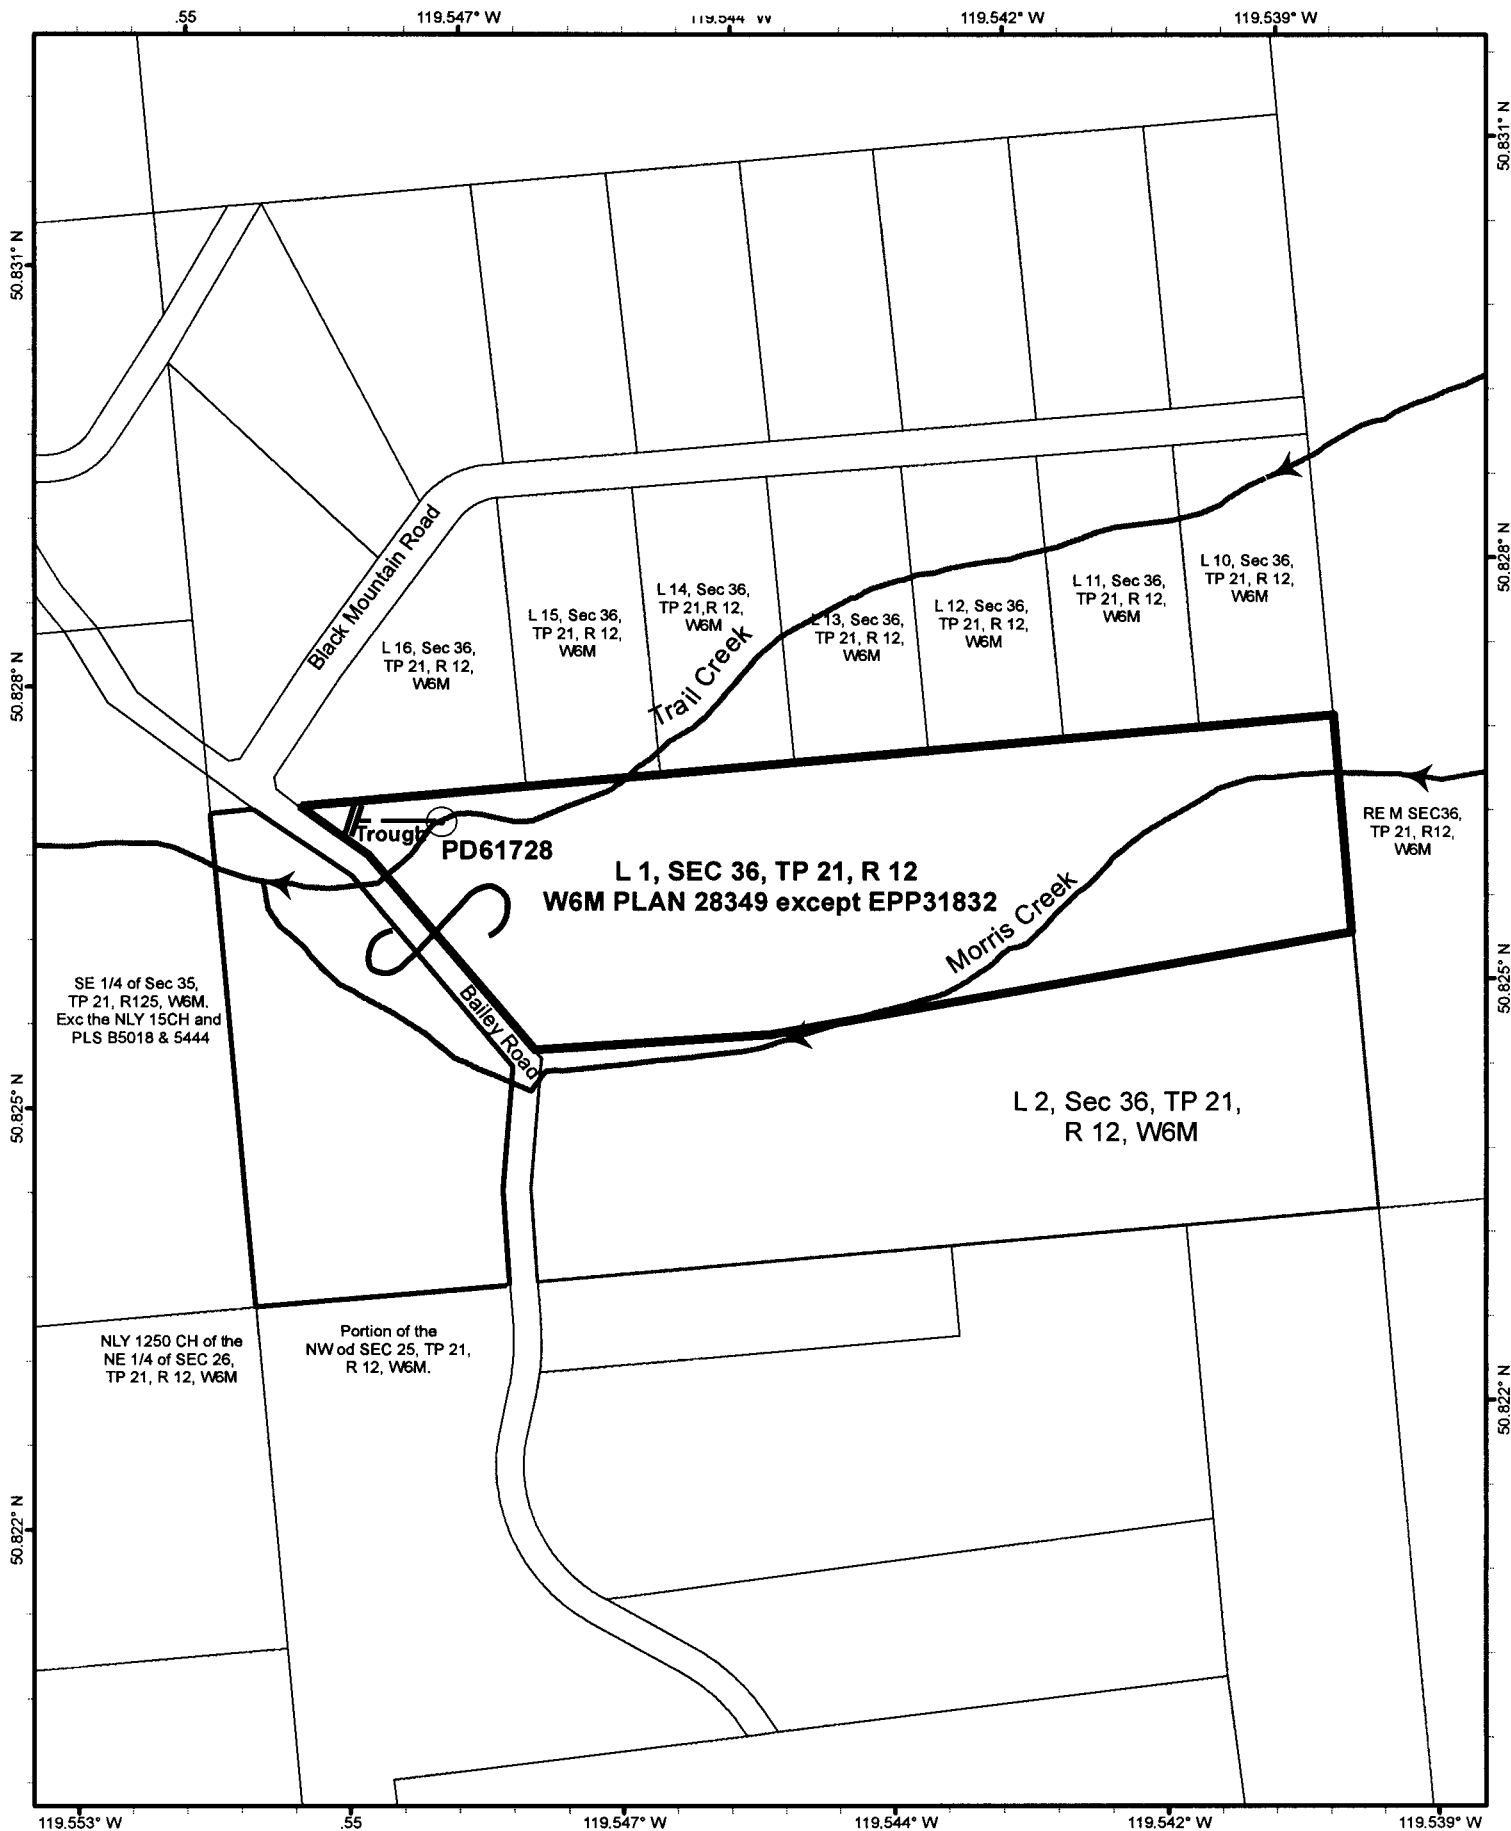 .55
119.547° W
119.544 W
119.542° W
119.539° W
50.831° N
50.831° N
50.828° N
50.828° N
Black Mountain Road
L 16, Sec 36,
TP 21, R 12,
W6M
L 15, Sec 36,
TP 21, R 12,
W6M
L 14, Sec 36,
TP 21,R 12,
W6M
L 13, Sec 36,
TP 21, R 12,
W6M
L 12, Sec 36,
TP 21, R 12,
W6M
L 11, Sec 36,
TP 21, R 12,
W6M
L 10, Sec 36,
TP 21, R 12,
W6M
Trail Creek
Trough
PD61728
L 1, SEC 36, TP 21, R 12
W6M PLAN 28349 except EPP31832
Morris Creek
RE M SEC36,
TP 21, R12,
W6M
SE 1/4 of Sec 35,
TP 21, R125, W6M.
Exc the NLY 15CH and
PLS B5018 & 5444
Bailey Road
50.825° N
50.825° N
L 2, Sec 36, TP 21,
R 12, W6M
NLY 1250 CH of the
NE 1/4 of SEC 26,
TP 21, R 12, W6M
Portion of the
NW od SEC 25, TP 21,
R 12, W6M.
50.822° N
50.822° N
119.553° W
.55
119.547° W
119.544° W
119.542° W
119.539° W